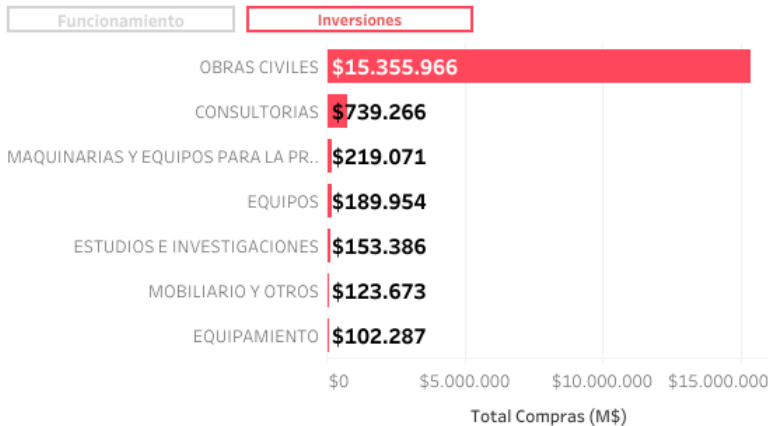 Funcionamiento Inversiones
OBRAS CIVILES $15.355.966
CONSULTORIAS $739.266
MAQUINARIAS Y EQUIPOS PARA LA PR.. $219.071
EQUIPOS $189.954
ESTUDIOS E INVESTIGACIONES $153.386
MOBILIARIO Y OTROS $123.673
EQUIPAMIENTO $102.287
$0 $5.000.000 $10.000.000 $15.000.000
Total Compras (M$)